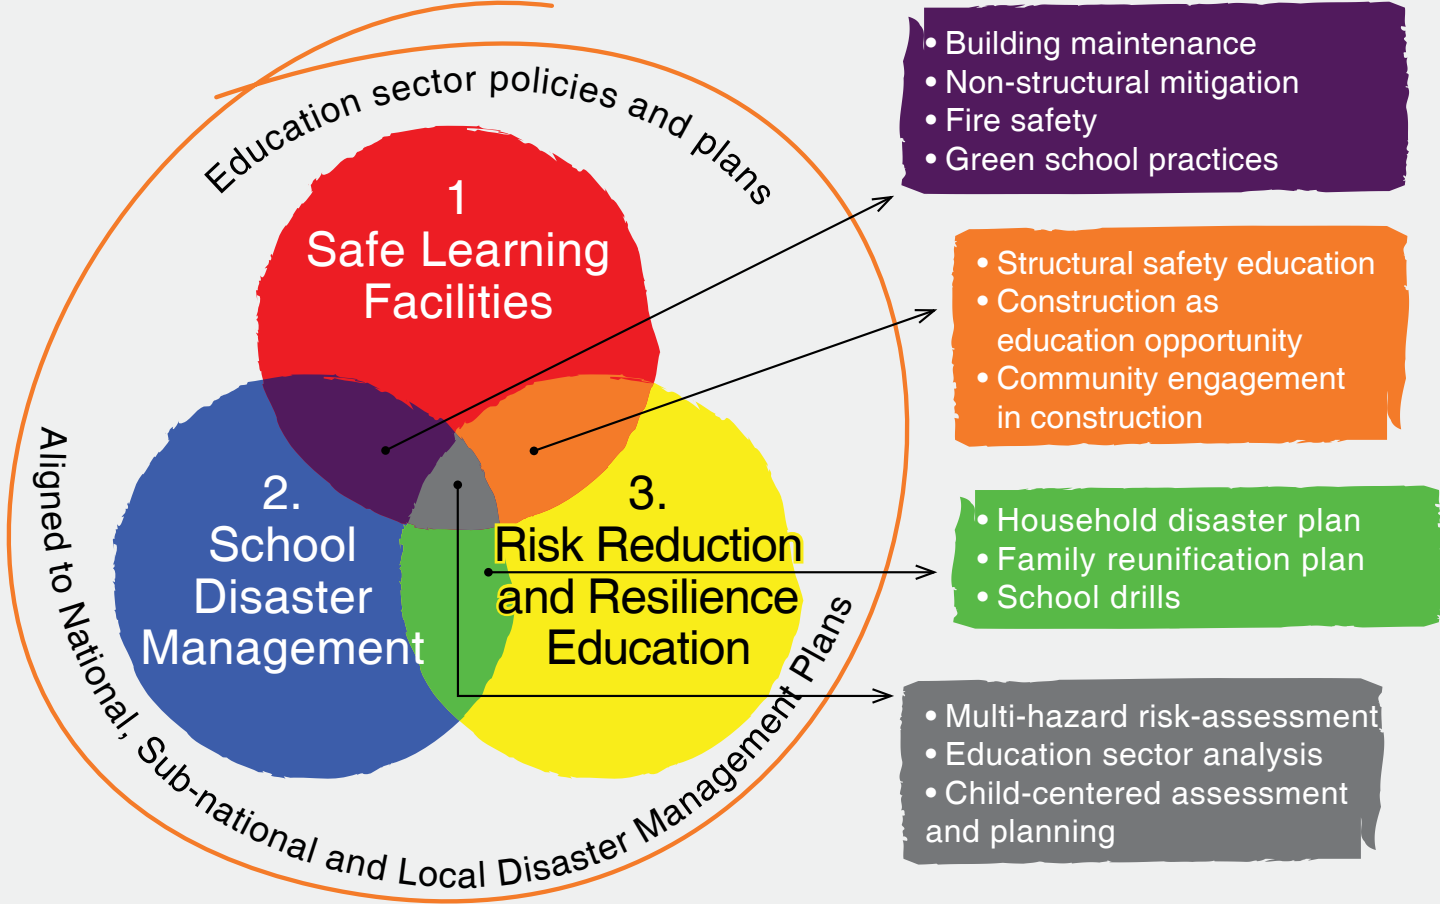 Education sector policies and plans
1
Safe Learning
Facilities
2.
School
Disaster
Management
3.
Risk Reduction
and Resilience
Education
Aligned to National, Sub-national and Local Disaster Management Plans
• Building maintenance
• Non-structural mitigation
• Fire safety
• Green school practices
• Structural safety education
• Construction as
education opportunity
• Community engagement
in construction
• Household disaster plan
• Family reunification plan
• School drills
• Multi-hazard risk-assessment
• Education sector analysis
• Child-centered assessment
and planning